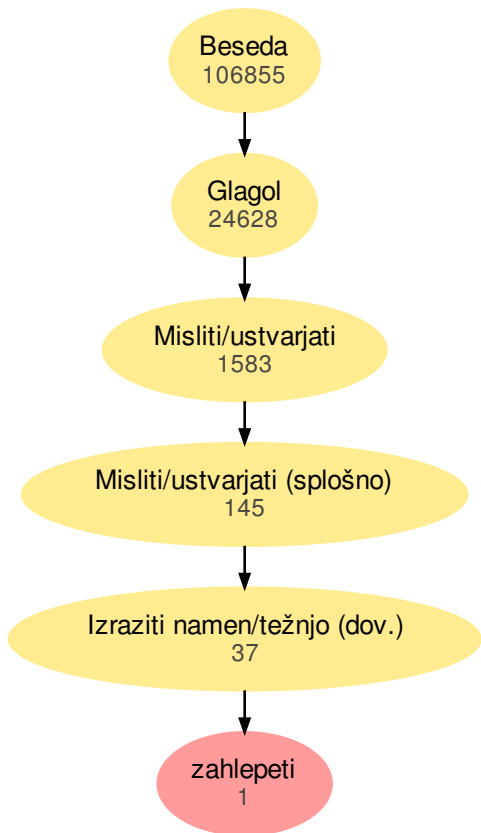 Beseda
106855
Glagol
24628
Misliti/ustvarjati
1583
Misliti/ustvarjati (splošno)
145
Izraziti namen/težnjo (dov.)
37
zahlepeti
1